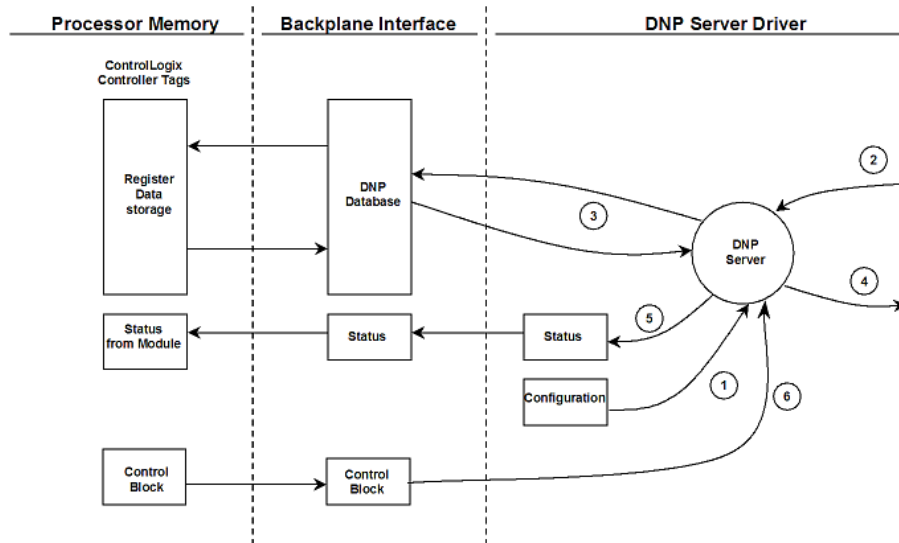 Processor Memory
Backplane Interface
DNP Server Driver
ControlLogix
Controller Tags
Register
Data
storage
DNP
Database
2
3
DNP
Server
4
Status
from Module
Status
Status
5
Configuration
1
6
Control
Block
Control
Block